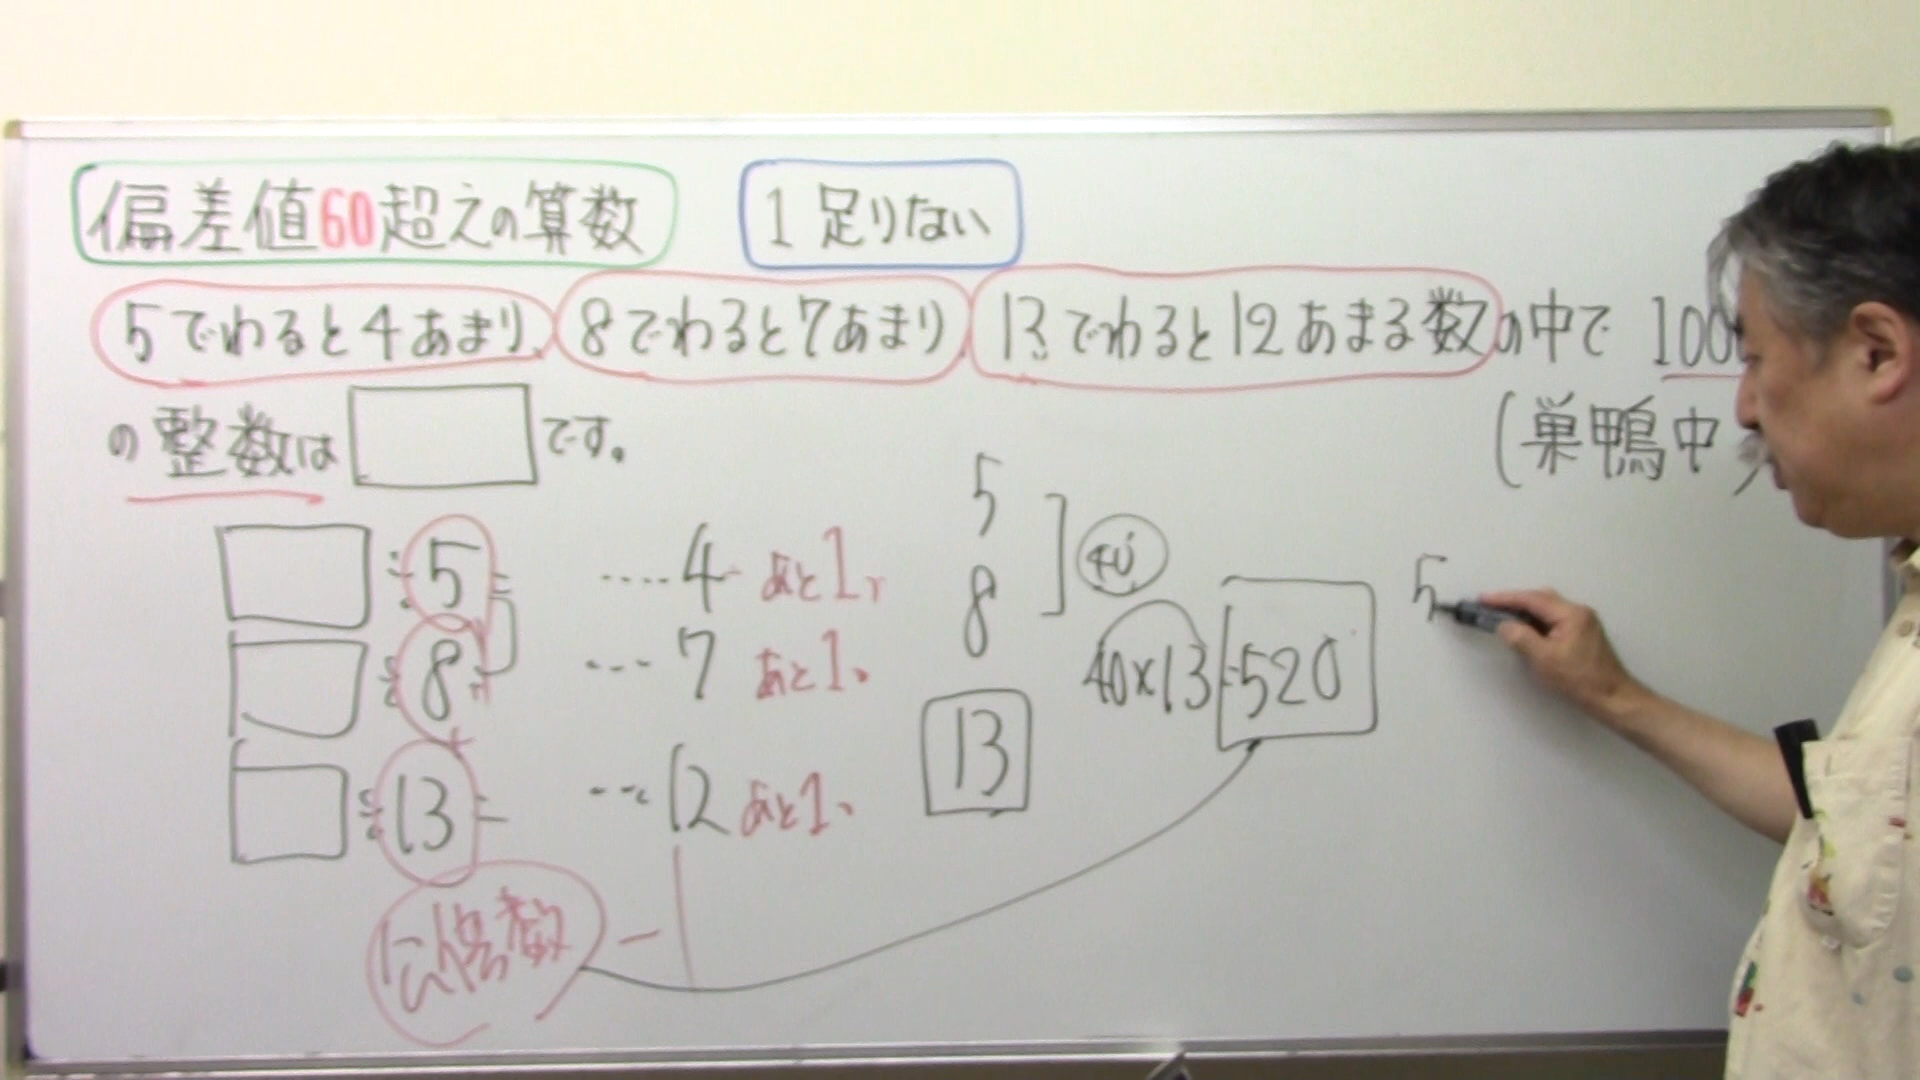 偏差値60超えの算数 1足りない
5でわると4あまり、8でわると7あまり、13でわると12あまる数の中で 100
の整数は です。
(巣鴨中
÷5= ....4 あと1、
÷8= ...7 あと1、
÷13= ...12 あと1、
公倍数 -1
5
8
13
40
40×13=520
5